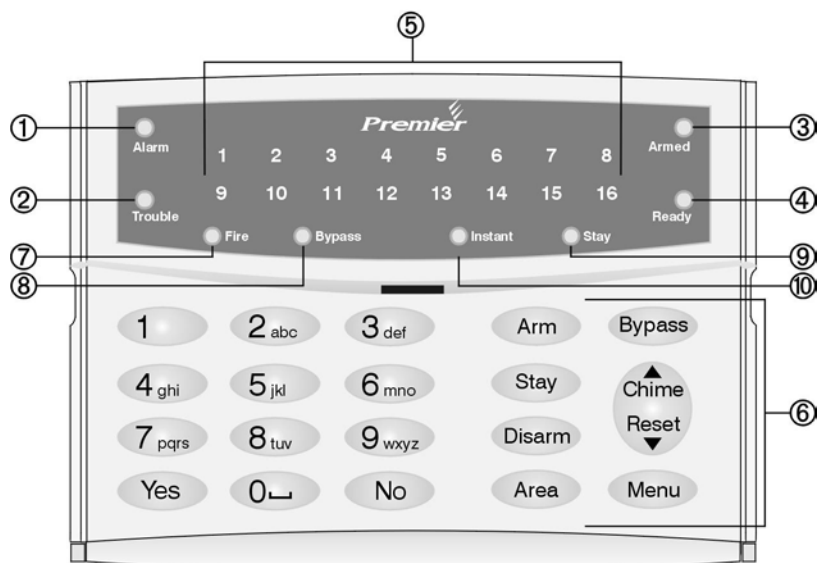 ⑤
Premier
① Alarm
③ Armed
1 2 3 4 5 6 7 8
9 10 11 12 13 14 15 16
② Trouble
④ Ready
Fire Bypass Instant Stay
⑦ ⑧ ⑩ ⑨
1 2 abc 3 def Arm Bypass
4 ghi 5 jkl 6 mno Stay Chime
⑥
7 pqrs 8 tuv 9 wxyz Disarm Reset
Yes 0 No Area Menu